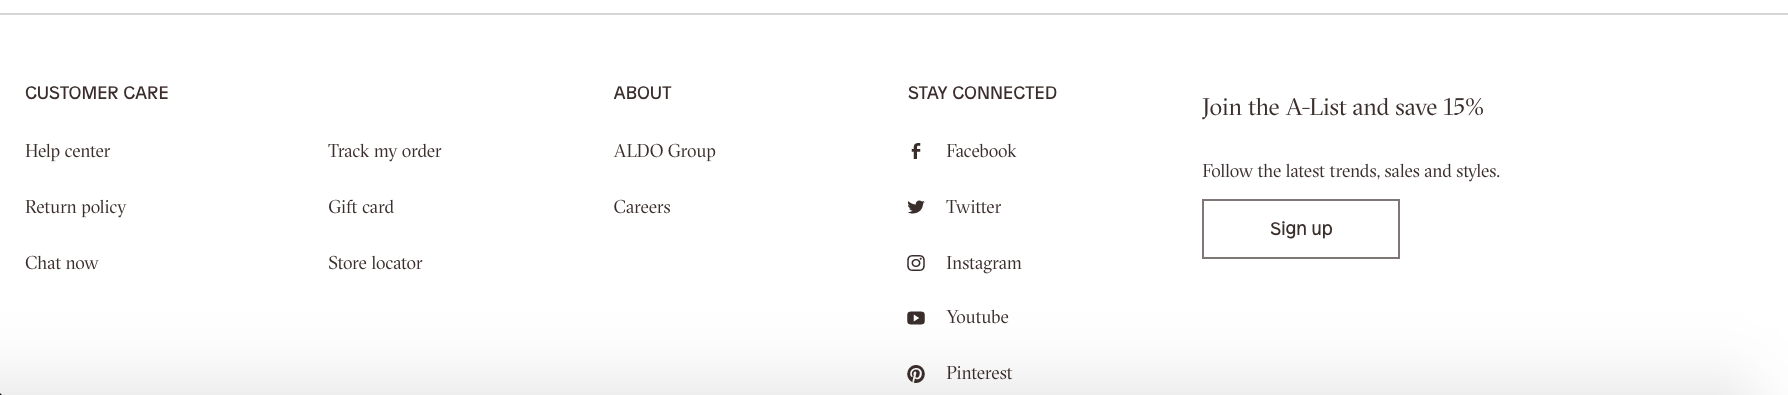 CUSTOMER CARE
Help center
Return policy
Chat now
Track my order
Gift card
Store locator
ABOUT
ALDO Group
Careers
STAY CONNECTED
Facebook
Twitter
Instagram
Youtube
Pinterest
Join the A-List and save 15%
Follow the latest trends, sales and styles.
Sign up